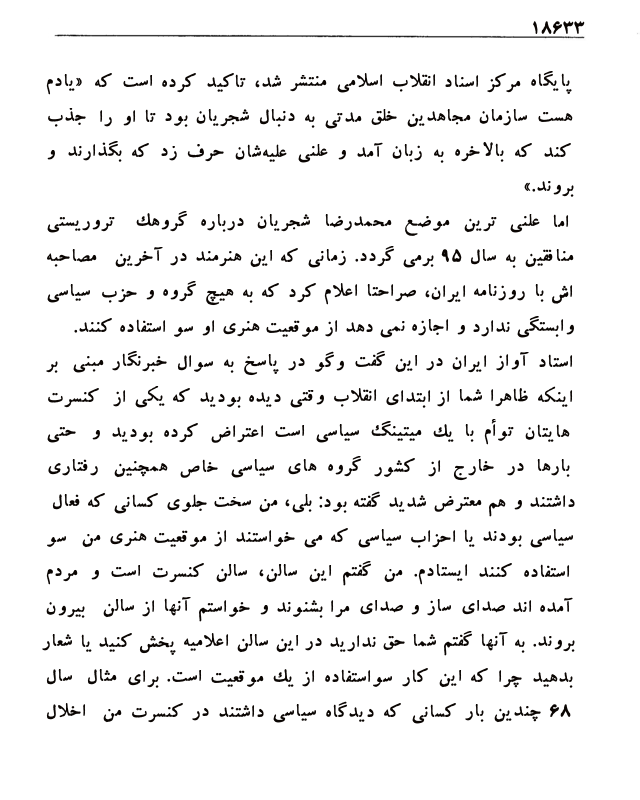 ۱۸۶۳۳
پایگاه مرکز اسناد انقلاب اسلامی منتشر شد، تاکید کرده است که «یادم
هست سازمان مجاهدین خلق مدتی به دنبال شجریان بود تا او را جذب
کند که بالاخره به زبان آمد و علنی علیه‌شان حرف زد که بگذارند و
بروند.»
اما علنی ترین موضع محمدرضا شجریان درباره گروهك تروریستی
منافقین به سال ۹۵ برمی گردد. زمانی که این هنرمند در آخرین مصاحبه
اش با روزنامه ایران، صراحتا اعلام کرد که به هیچ گروه و حزب سیاسی
وابستگی ندارد و اجازه نمی دهد از موقعیت هنری او سو استفاده کنند.
استاد آواز ایران در این گفت وگو در پاسخ به سوال خبرنگار مبنی بر
اینکه ظاهرا شما از ابتدای انقلاب وقتی دیده بودید که یکی از کنسرت
هایتان توأم با یك میتینگ سیاسی است اعتراض کرده بودید و حتی
بارها در خارج از کشور گروه های سیاسی خاص همچنین رفتاری
داشتند و هم معترض شدید گفته بود: بلی، من سخت جلوی کسانی که فعال
سیاسی بودند یا احزاب سیاسی که می خواستند از موقعیت هنری من سو
استفاده کنند ایستادم. من گفتم این سالن، سالن کنسرت است و مردم
آمده اند صدای ساز و صدای مرا بشنوند و خواستم آنها از سالن بیرون
بروند. به آنها گفتم شما حق ندارید در این سالن اعلامیه پخش کنید یا شعار
بدهید چرا که این کار سواستفاده از یك موقعیت است. برای مثال سال
۶۸ چندین بار کسانی که دیدگاه سیاسی داشتند در کنسرت من اخلال